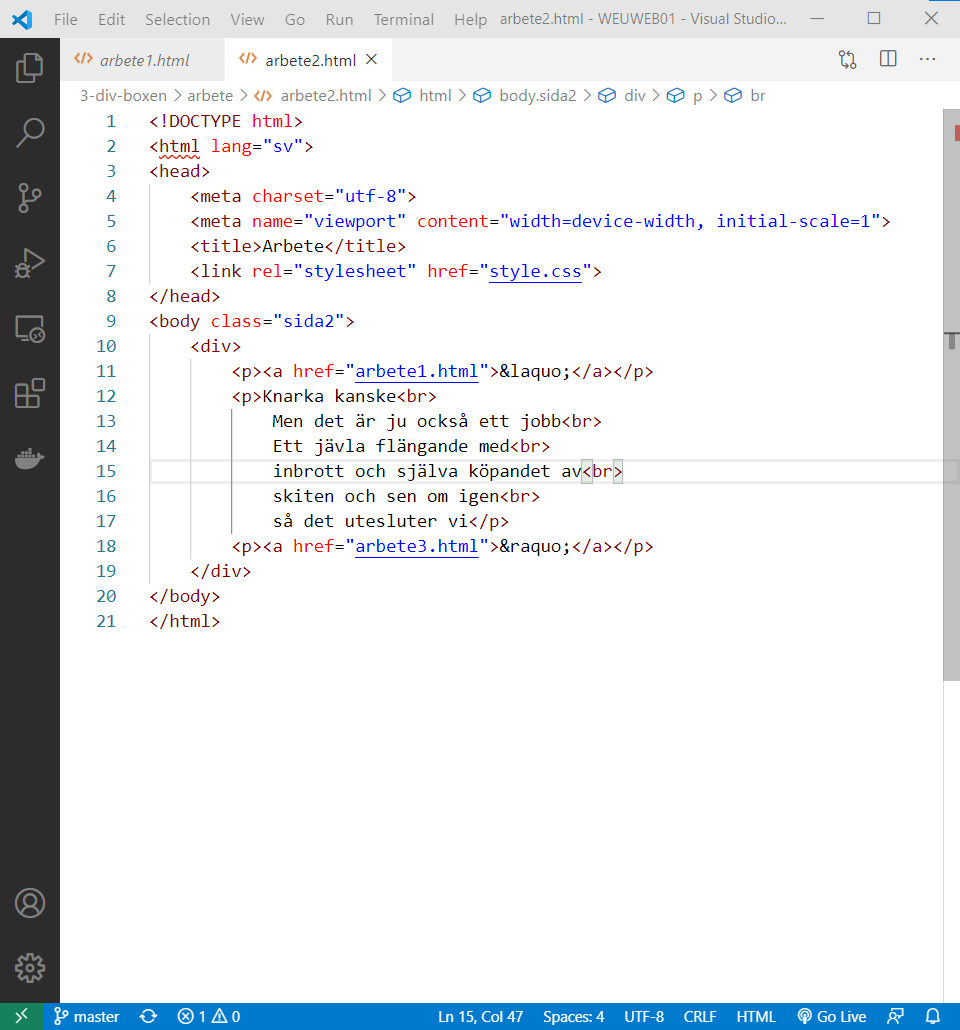 File Edit Selection View Go Run Terminal Help arbete2.html - WEUWEB01 - Visual Studio...
arbete1.html arbete2.html
3-div-boxen > arbete > arbete2.html > html > body.sida2 > div > p > br
1 <!DOCTYPE html>
2 <html lang="sv">
3 <head>
4 <meta charset="utf-8">
5 <meta name="viewport" content="width=device-width, initial-scale=1">
6 <title>Arbete</title>
7 <link rel="stylesheet" href="style.css">
8 </head>
9 <body class="sida2">
10 <div>
11 <p><a href="arbete1.html">&laquo;</a></p>
12 <p>Knarka kanske<br>
13 Men det är ju också ett jobb<br>
14 Ett jävla flängande med<br>
15 inbrott och själva köpandet av<br>
16 skiten och sen om igen<br>
17 så det utesluter vi</p>
18 <p><a href="arbete3.html">&raquo;</a></p>
19 </div>
20 </body>
21 </html>
master 1 0 Ln 15, Col 47 Spaces: 4 UTF-8 CRLF HTML Go Live